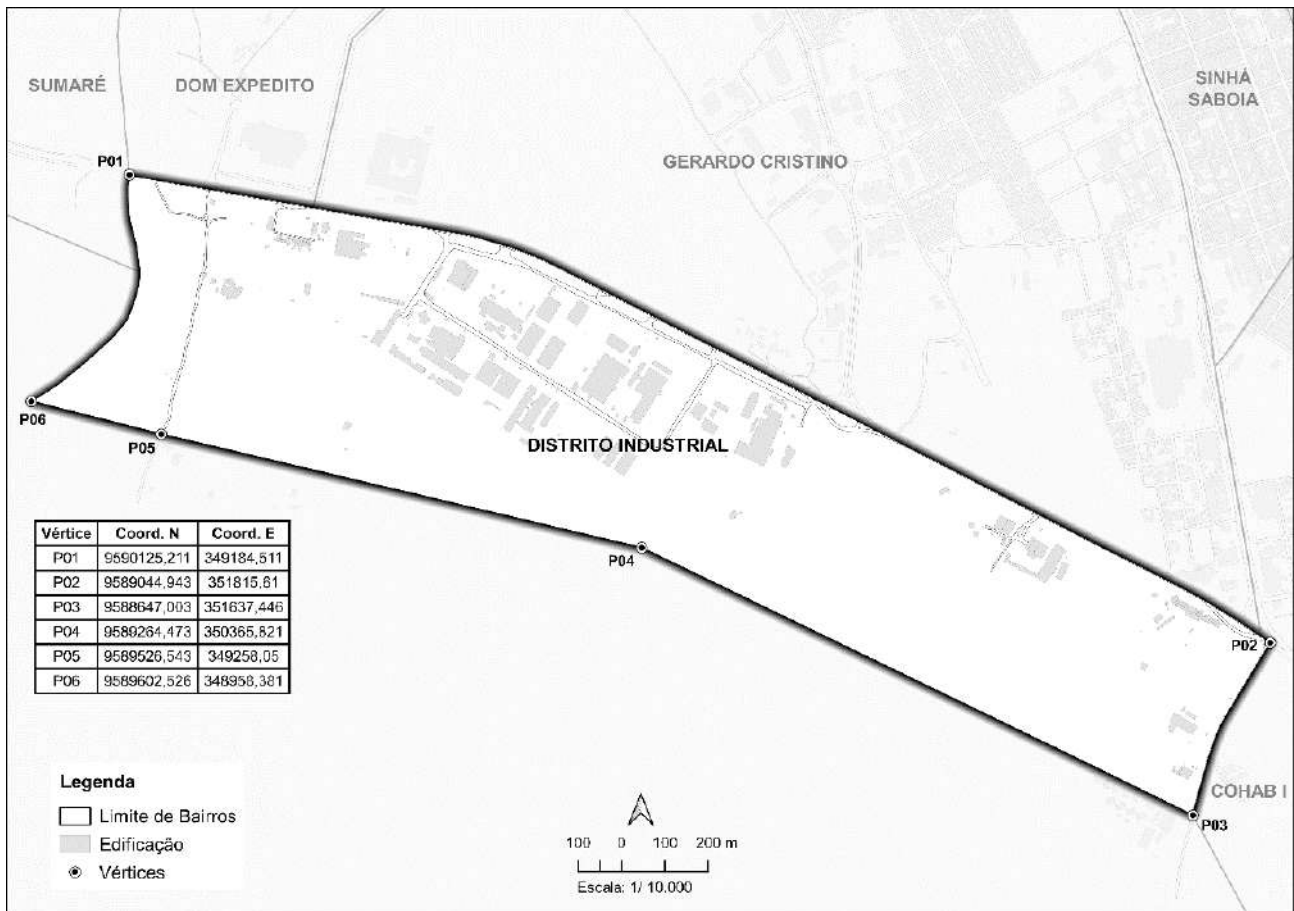 SUMARÉ
DOM EXPEDITO
SINHÁ
SABOIA
GERARDO CRISTINO
P01
P06
P05
DISTRITO INDUSTRIAL
P04
P02
COHAB I
P03
Vértice Coord. N Coord. E
P01 9590125,211 349184,511
P02 9589044,943 351815,61
P03 9588647,003 351637,446
P04 9589264,473 350365,821
P05 9589526,543 349258,05
P06 9589602,526 348958,381
Legenda
Limite de Bairros
Edificação
Vértices
100 0 100 200 m
Escala: 1/ 10.000